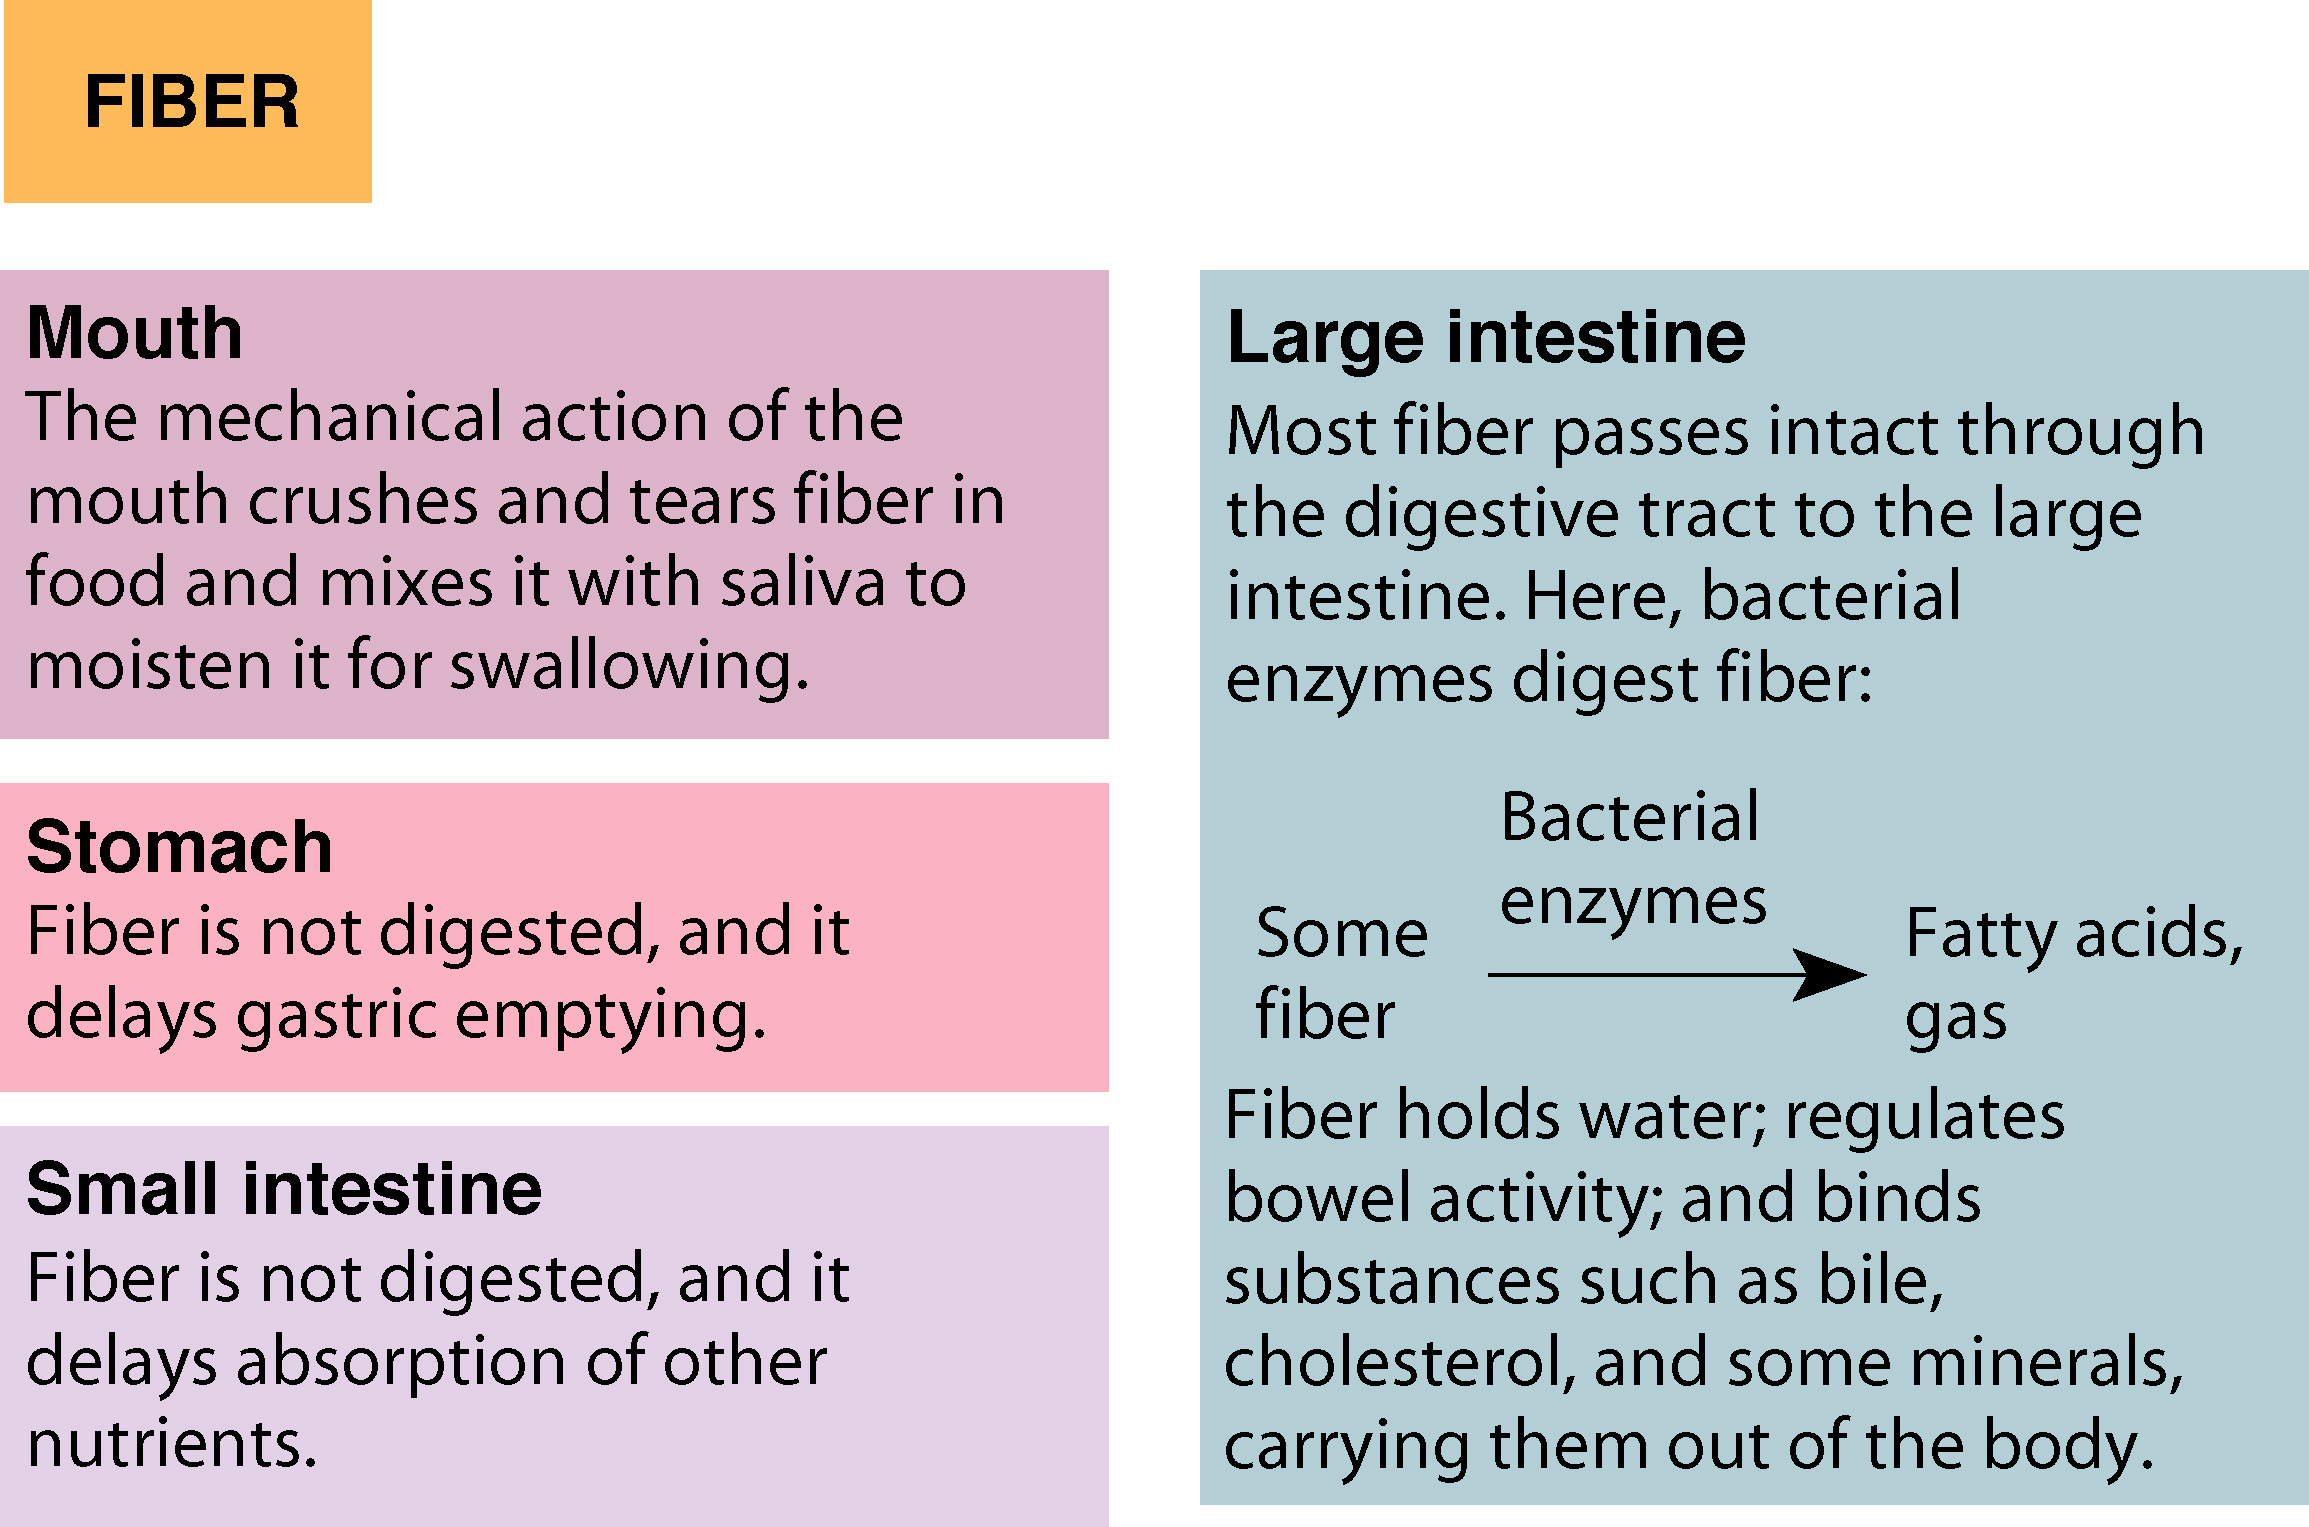 FIBER
Mouth
The mechanical action of the
mouth crushes and tears fiber in
food and mixes it with saliva to
moisten it for swallowing.
Stomach
Fiber is not digested, and it
delays gastric emptying.
Small intestine
Fiber is not digested, and it
delays absorption of other
nutrients.
Large intestine
Most fiber passes intact through
the digestive tract to the large
intestine. Here, bacterial
enzymes digest fiber:
Some
fiber
Bacterial
enzymes
Fatty acids,
gas
Fiber holds water; regulates
bowel activity; and binds
substances such as bile,
cholesterol, and some minerals,
carrying them out of the body.